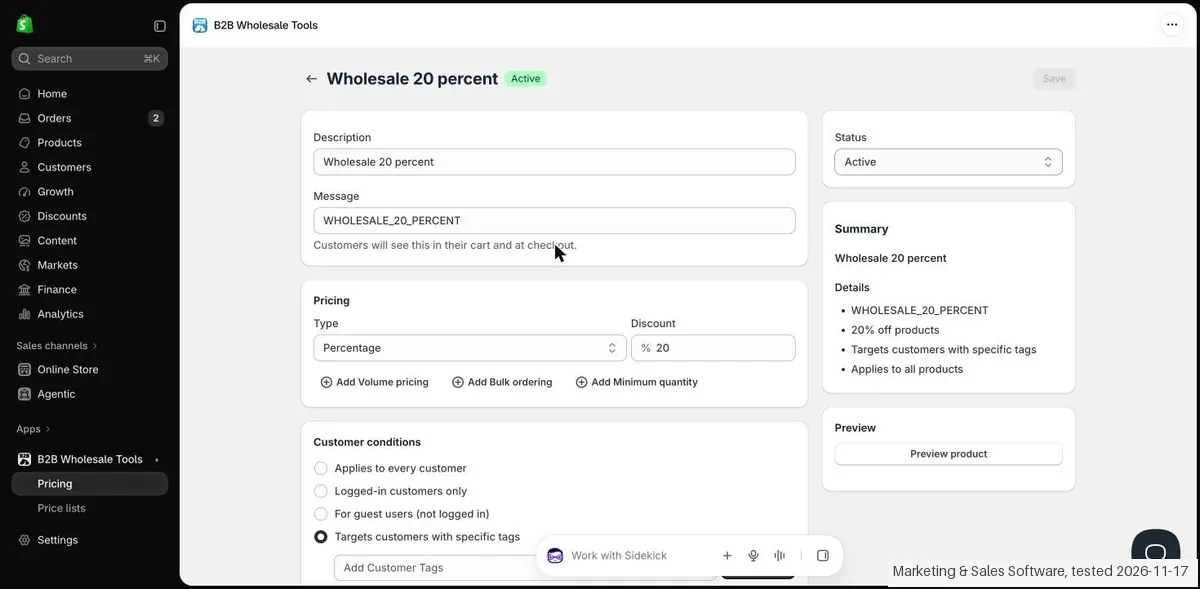 B2B Wholesale Tools
Search ⌘K
Home
Orders 2
Products
Customers
Growth
Discounts
Content
Markets
Finance
Analytics
Sales channels
Online Store
Agentic
Apps
B2B Wholesale Tools
Pricing
Price lists
Settings
Wholesale 20 percent Active
Save
Description
Wholesale 20 percent
Message
WHOLESALE_20_PERCENT
Customers will see this in their cart and at checkout.
Pricing
Type Discount
Percentage % 20
Add Volume pricing Add Bulk ordering Add Minimum quantity
Customer conditions
Applies to every customer
Logged-in customers only
For guest users (not logged in)
Targets customers with specific tags
Add Customer Tags
Status
Active
Summary
Wholesale 20 percent
Details
• WHOLESALE_20_PERCENT
• 20% off products
• Targets customers with specific tags
• Applies to all products
Preview
Preview product
Work with Sidekick
Marketing & Sales Software, tested 2026-11-17